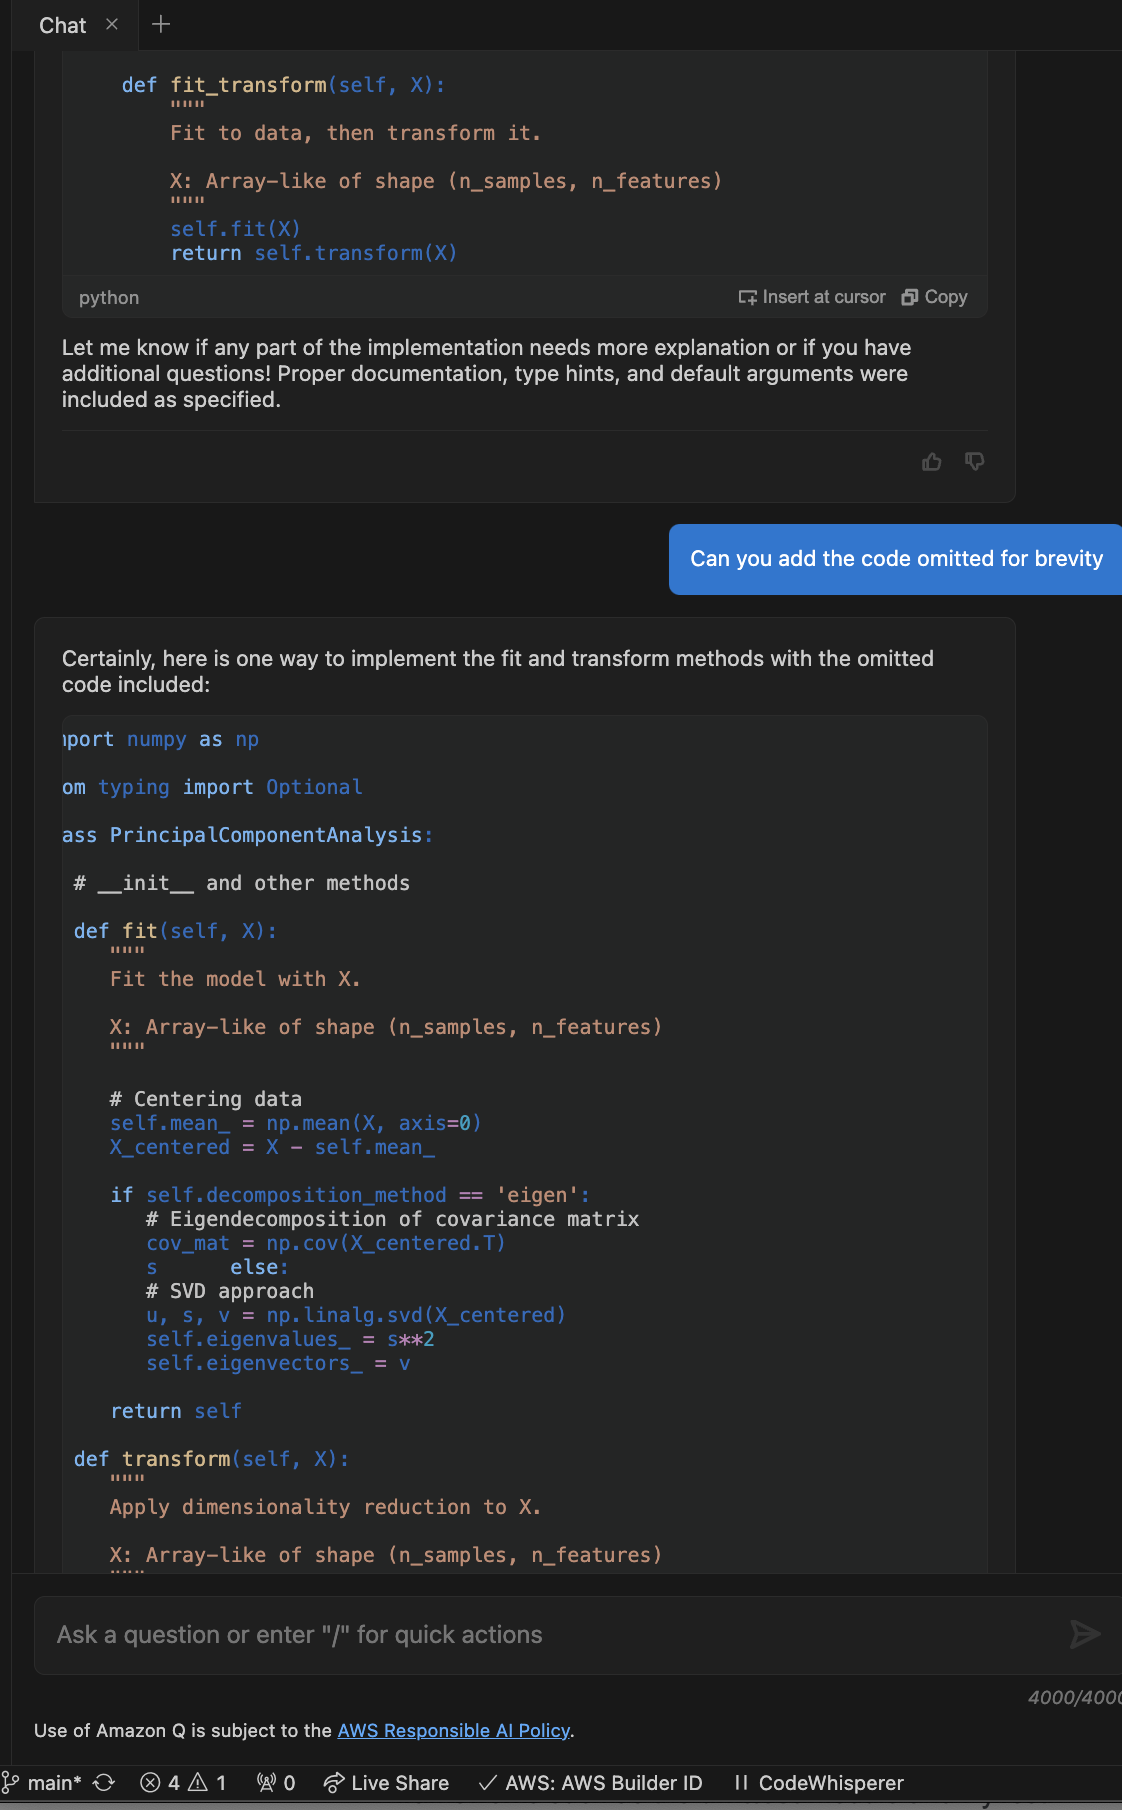 Chat
def fit_transform(self, X):
"""
Fit to data, then transform it.
X: Array-like of shape (n_samples, n_features)
"""
self.fit(X)
return self.transform(X)
python
Insert at cursor
Copy
Let me know if any part of the implementation needs more explanation or if you have
additional questions! Proper documentation, type hints, and default arguments were
included as specified.
Can you add the code omitted for brevity
Certainly, here is one way to implement the fit and transform methods with the omitted
code included:
mport numpy as np
om typing import Optional
ass PrincipalComponentAnalysis:
# __init__ and other methods
def fit(self, X):
"""
Fit the model with X.
X: Array-like of shape (n_samples, n_features)
"""
# Centering data
self.mean_ = np.mean(X, axis=0)
X_centered = X - self.mean_
if self.decomposition_method == 'eigen':
# Eigendecomposition of covariance matrix
cov_mat = np.cov(X_centered.T)
s      else:
# SVD approach
u, s, v = np.linalg.svd(X_centered)
self.eigenvalues_ = s**2
self.eigenvectors_ = v
return self
def transform(self, X):
"""
Apply dimensionality reduction to X.
X: Array-like of shape (n_samples, n_features)
"""
Ask a question or enter "/" for quick actions
4000/4000
Use of Amazon Q is subject to the AWS Responsible AI Policy.
main* 4 1 0 Live Share AWS: AWS Builder ID CodeWhisperer